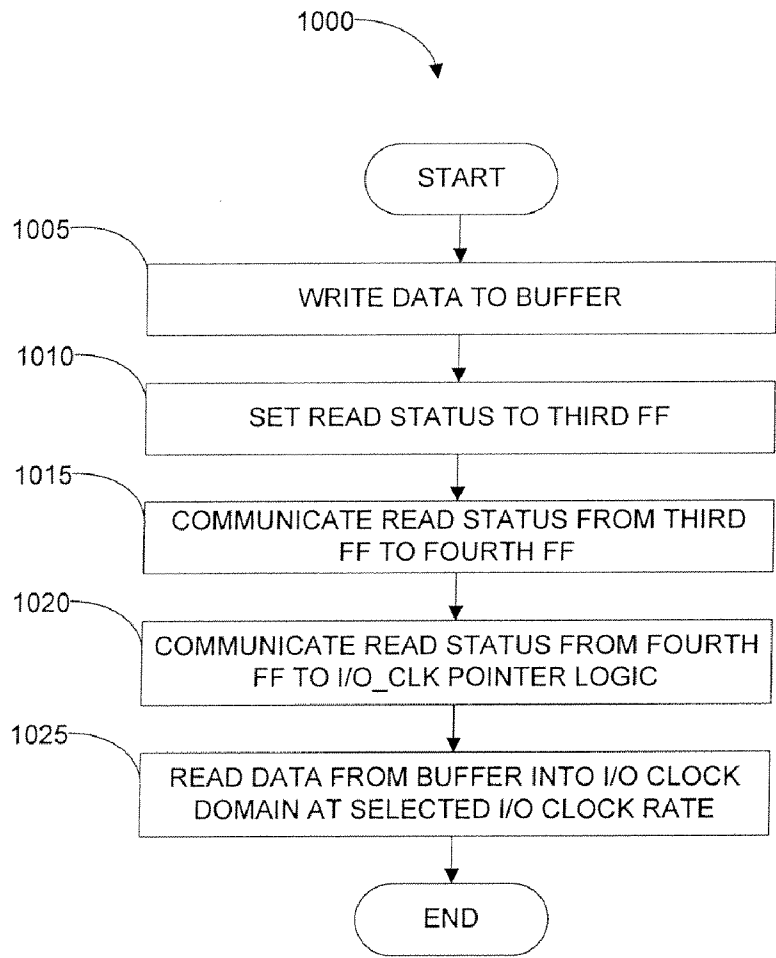 1000
START
1005
WRITE DATA TO BUFFER
1010
SET READ STATUS TO THIRD FF
1015
COMMUNICATE READ STATUS FROM THIRD
FF TO FOURTH FF
1020
COMMUNICATE READ STATUS FROM FOURTH
FF TO I/O_CLK POINTER LOGIC
1025
READ DATA FROM BUFFER INTO I/O CLOCK
DOMAIN AT SELECTED I/O CLOCK RATE
END